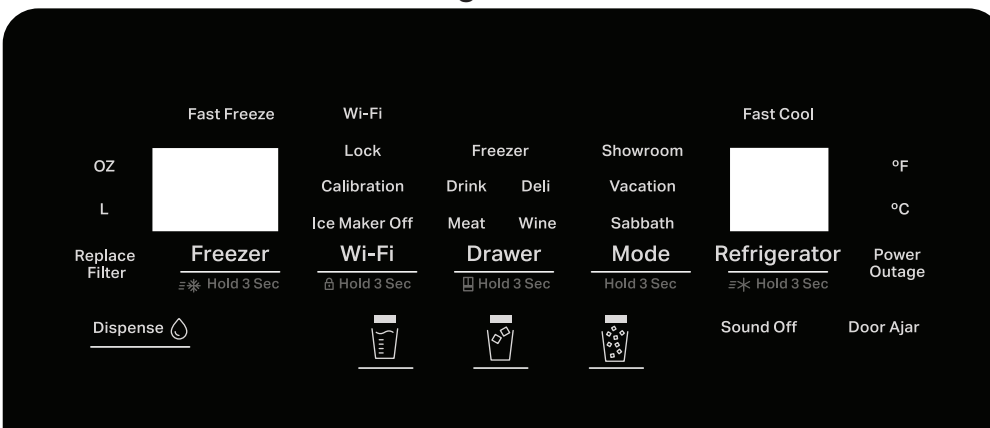 Fast Freeze Wi-Fi Fast Cool
Lock Freezer Showroom
OZ °F
Calibration Drink Deli Vacation
L °C
Ice Maker Off Meat Wine Sabbath
Replace Filter Freezer Wi-Fi Drawer Mode Refrigerator Power Outage
Hold 3 Sec Hold 3 Sec Hold 3 Sec Hold 3 Sec Hold 3 Sec
Dispense Sound Off Door Ajar